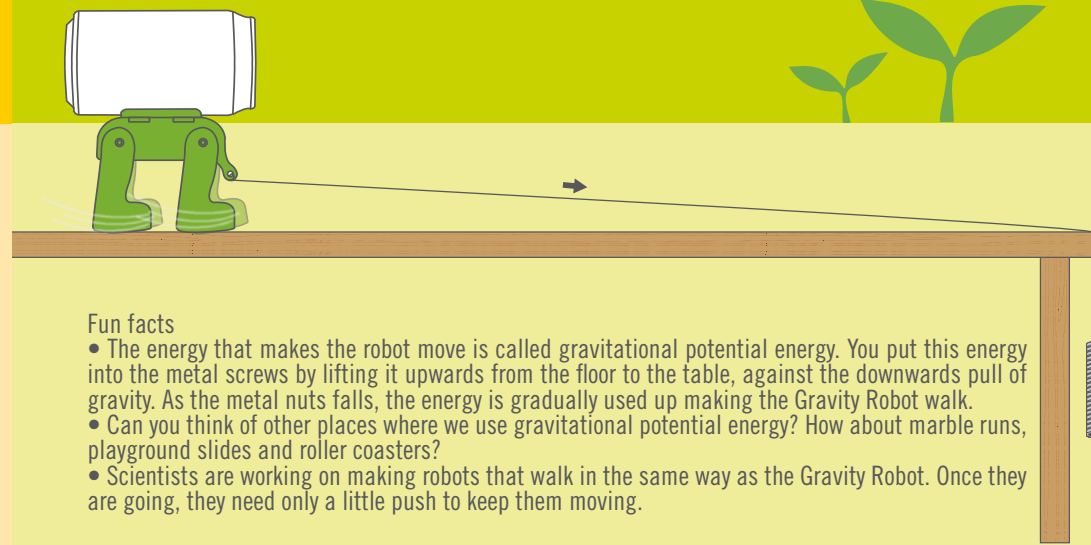 Fun facts
• The energy that makes the robot move is called gravitational potential energy. You put this energy
into the metal screws by lifting it upwards from the floor to the table, against the downwards pull of
gravity. As the metal nuts falls, the energy is gradually used up making the Gravity Robot walk.
• Can you think of other places where we use gravitational potential energy? How about marble runs,
playground slides and roller coasters?
• Scientists are working on making robots that walk in the same way as the Gravity Robot. Once they
are going, they need only a little push to keep them moving.